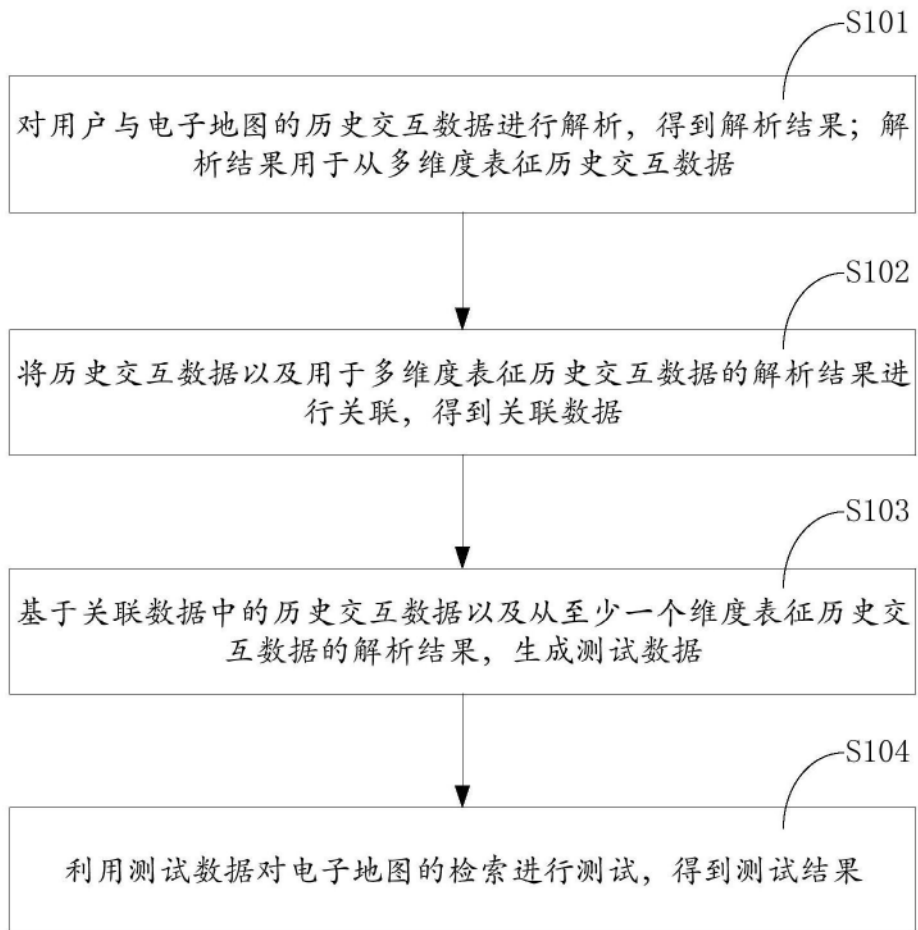 S101
对用户与电子地图的历史交互数据进行解析，得到解析结果；解
析结果用于从多维度表征历史交互数据
S102
将历史交互数据以及用于多维度表征历史交互数据的解析结果进
行关联，得到关联数据
S103
基于关联数据中的历史交互数据以及从至少一个维度表征历史交
互数据的解析结果，生成测试数据
S104
利用测试数据对电子地图的检索进行测试，得到测试结果